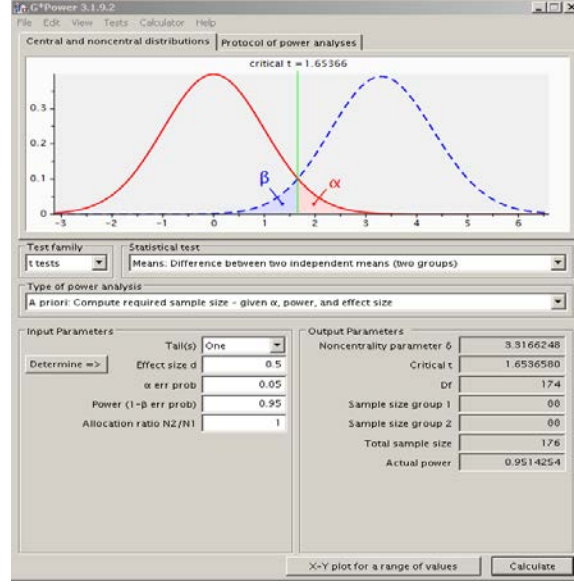 G*Power 3.1.9.2
File Edit View Tests Calculator Help
Central and noncentral distributions Protocol of power analyses
critical t = 1.65366
0.3
0.2
0.1
0
β
α
-3 -2 -1 0 1 2 3 4 5 6
Test family Statistical test
t tests Means: Difference between two independent means (two groups)
Type of power analysis
A priori: Compute required sample size – given α, power, and effect size
Input Parameters Output Parameters
Tail(s) One Noncentrality parameter δ 3.3166248
Determine => Effect size d 0.5 Critical t 1.6536580
α err prob 0.05 Df 174
Power (1-β err prob) 0.95 Sample size group 1 88
Allocation ratio N2/N1 1 Sample size group 2 88
Total sample size 176
Actual power 0.9514254
X-Y plot for a range of values Calculate